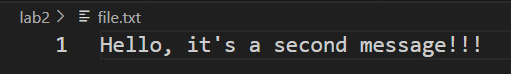 lab2 > file.txt
1 Hello, it's a second message!!!